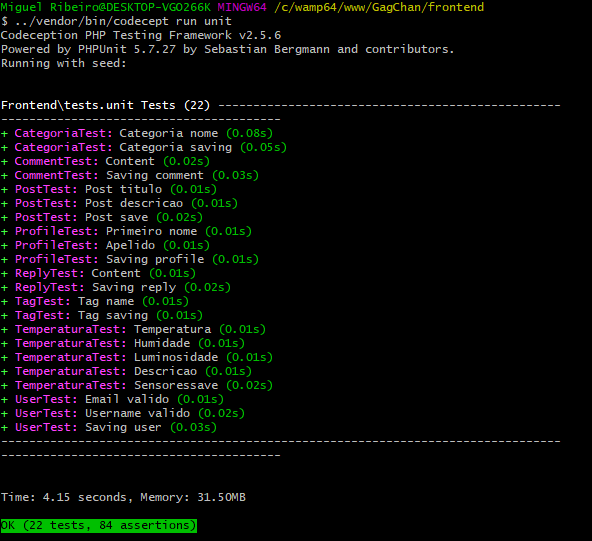 Miguel Ribeiro@DESKTOP-VGO266K MINGW64 /c/wamp64/www/GagChan/frontend
$ ../vendor/bin/codecept run unit
Codeception PHP Testing Framework v2.5.6
Powered by PHPUnit 5.7.27 by Sebastian Bergmann and contributors.
Running with seed:
Frontend\tests.unit Tests (22) -------------------------------------------------
----------------------------------------
+ CategoriaTest: Categoria nome (0.08s)
+ CategoriaTest: Categoria saving (0.05s)
+ CommentTest: Content (0.02s)
+ CommentTest: Saving comment (0.03s)
+ PostTest: Post titulo (0.01s)
+ PostTest: Post descricao (0.01s)
+ PostTest: Post save (0.02s)
+ ProfileTest: Primeiro nome (0.01s)
+ ProfileTest: Apelido (0.01s)
+ ProfileTest: Saving profile (0.01s)
+ ReplyTest: Content (0.01s)
+ ReplyTest: Saving reply (0.02s)
+ TagTest: Tag name (0.01s)
+ TagTest: Tag saving (0.01s)
+ TemperaturaTest: Temperatura (0.01s)
+ TemperaturaTest: Humidade (0.01s)
+ TemperaturaTest: Luminosidade (0.01s)
+ TemperaturaTest: Descricao (0.01s)
+ TemperaturaTest: Sensoressave (0.02s)
+ UserTest: Email valido (0.01s)
+ UserTest: Username valido (0.02s)
+ UserTest: Saving user (0.03s)
--------------------------------------------------------------------------------
----------------------------------------
Time: 4.15 seconds, Memory: 31.50MB
OK (22 tests, 84 assertions)